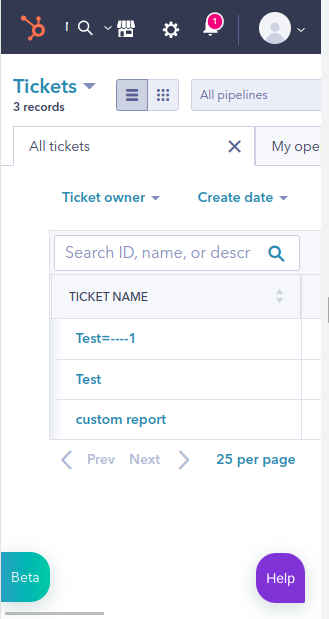 1
Tickets
3 records
All pipelines
All tickets
My ope
Ticket owner
Create date
Search ID, name, or descr
TICKET NAME
Test=----1
Test
custom report
Prev Next 25 per page
Beta
Help